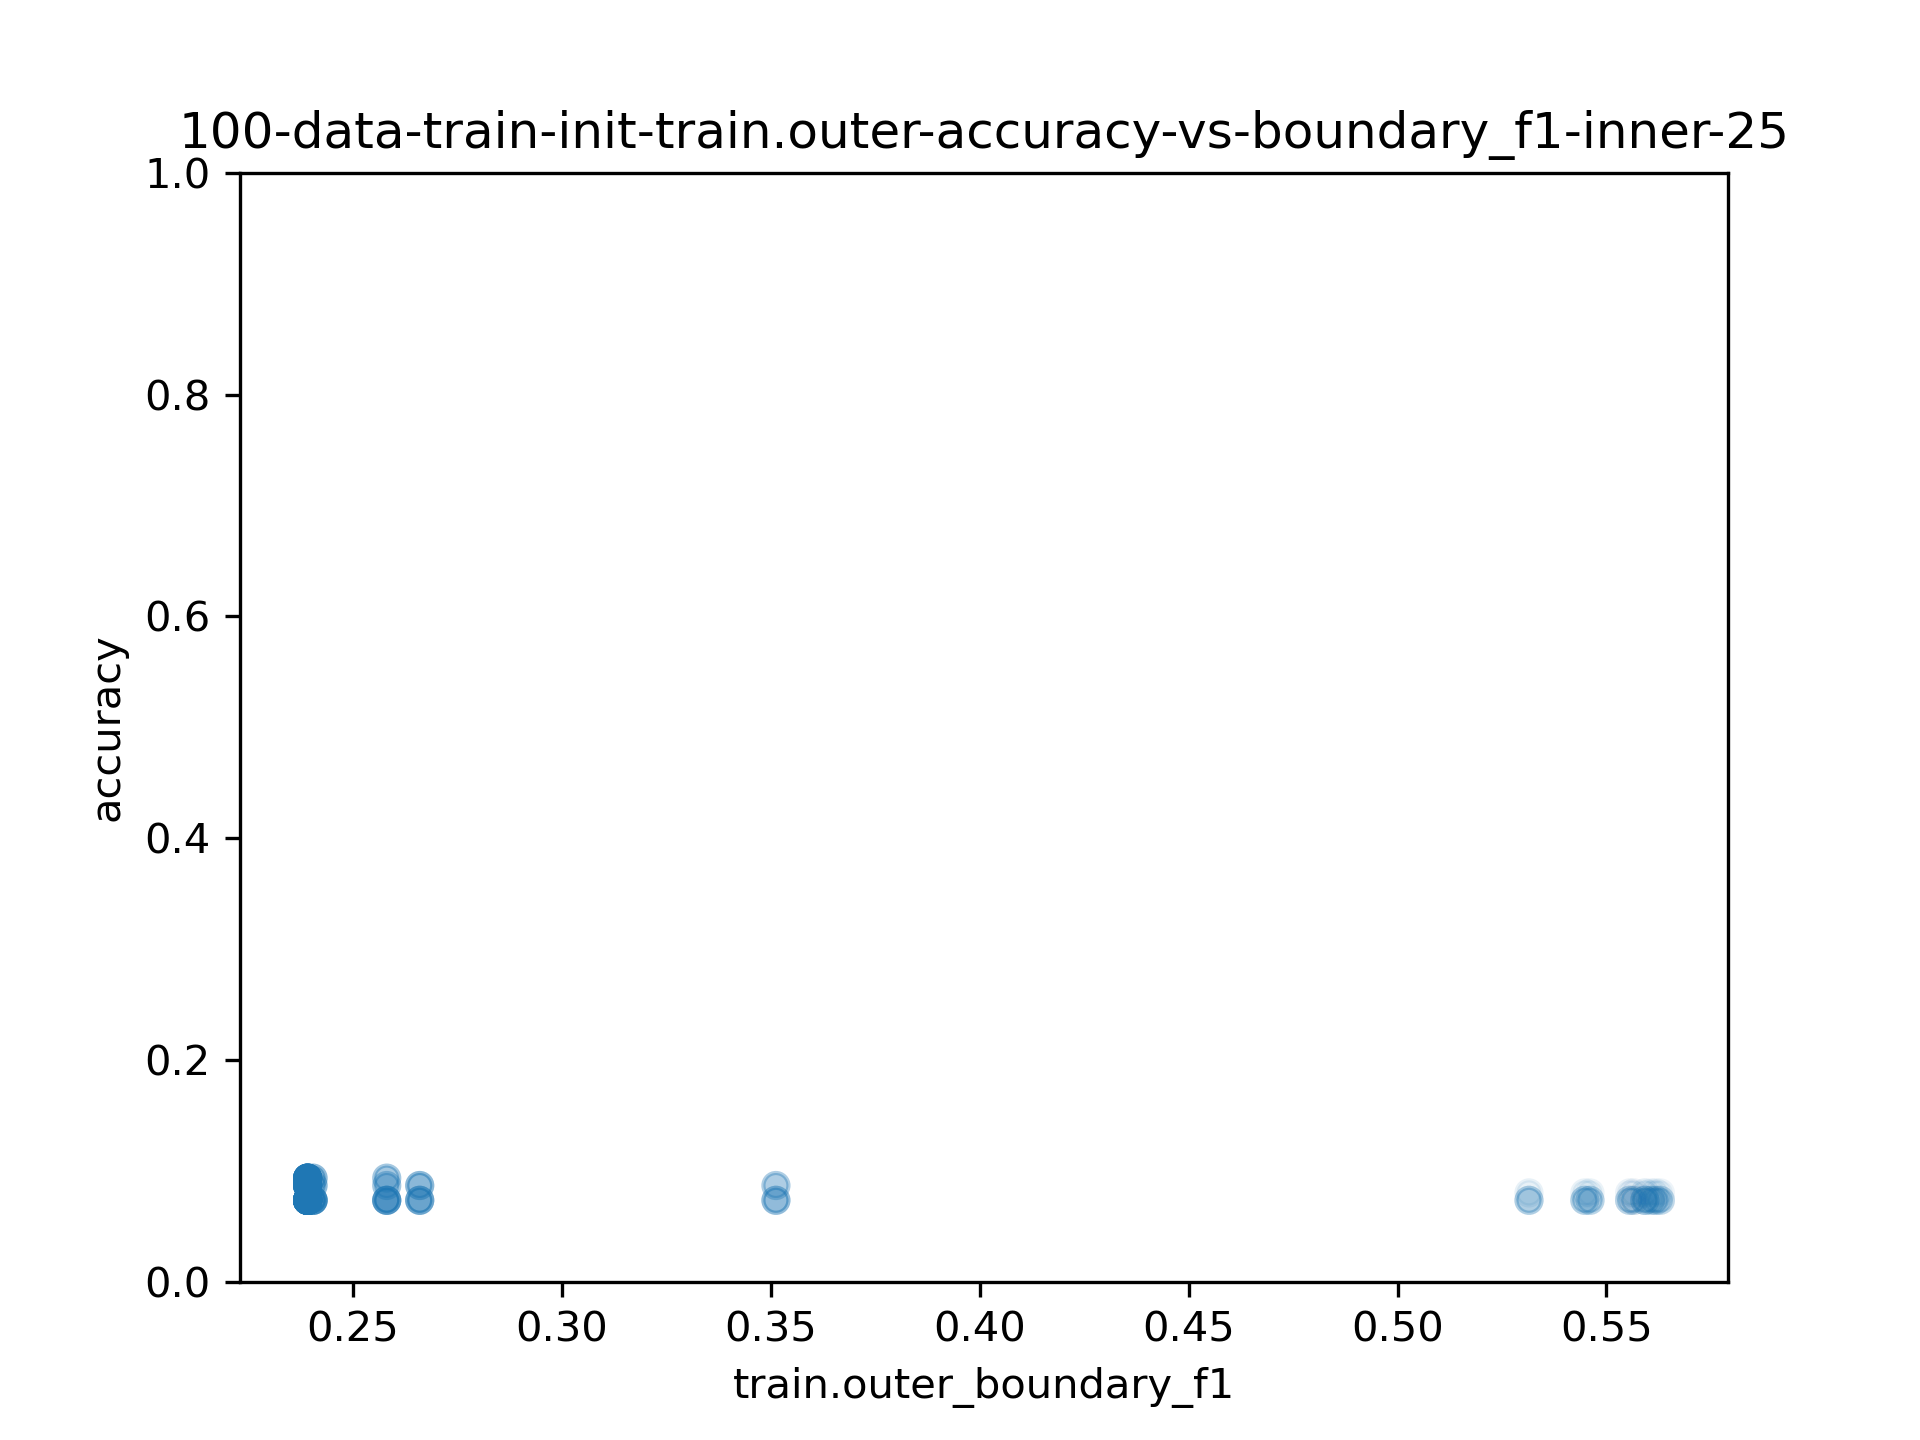 100-data-train-init-train.outer-accuracy-vs-boundary_f1-inner-25
1.0
0.8
0.6
0.4
0.2
0.0
accuracy
0.25 0.30 0.35 0.40 0.45 0.50 0.55
train.outer_boundary_f1